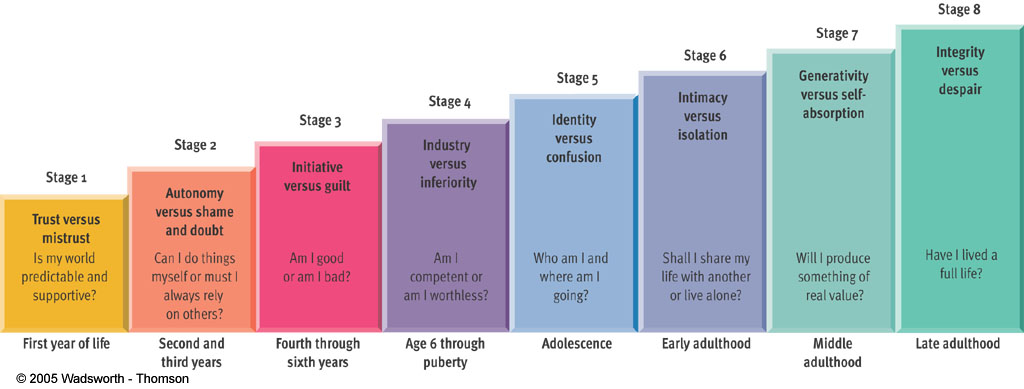 Stage 1
Trust versus
mistrust
Is my world
predictable and
supportive?
First year of life
Stage 2
Autonomy
versus shame
and doubt
Can I do things
myself or must I
always rely
on others?
Second and
third years
Stage 3
Initiative
versus guilt
Am I good
or am I bad?
Fourth through
sixth years
Stage 4
Industry
versus
inferiority
Am I
competent or
am I worthless?
Age 6 through
puberty
Stage 5
Identity
versus
confusion
Who am I and
where am I
going?
Adolescence
Stage 6
Intimacy
versus
isolation
Shall I share my
life with another
or live alone?
Early adulthood
Stage 7
Generativity
versus self-
absorption
Will I produce
something of
real value?
Middle
adulthood
Stage 8
Integrity
versus
despair
Have I lived a
full life?
Late adulthood
© 2005 Wadsworth - Thomson